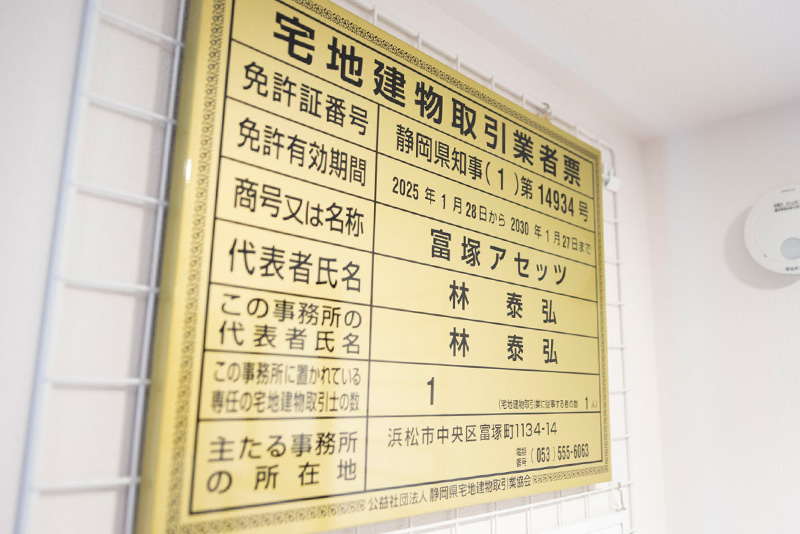 宅地建物取引業者票
免許証番号 静岡県知事(1)第14934号
免許有効期間 2025年1月28日から2030年1月27日まで
商号又は名称 富塚アセッツ
代表者氏名 林 泰弘
この事務所の代表者氏名 林 泰弘
この事務所に置かれている
専任の宅地建物取引士の数 1 (宅地建物取引業に従事する者の数 1人)
主たる事務所の所在地 浜松市中央区富塚町1134-14
電話番号 (053)555-6063
公益社団法人 静岡県宅地建物取引業協会